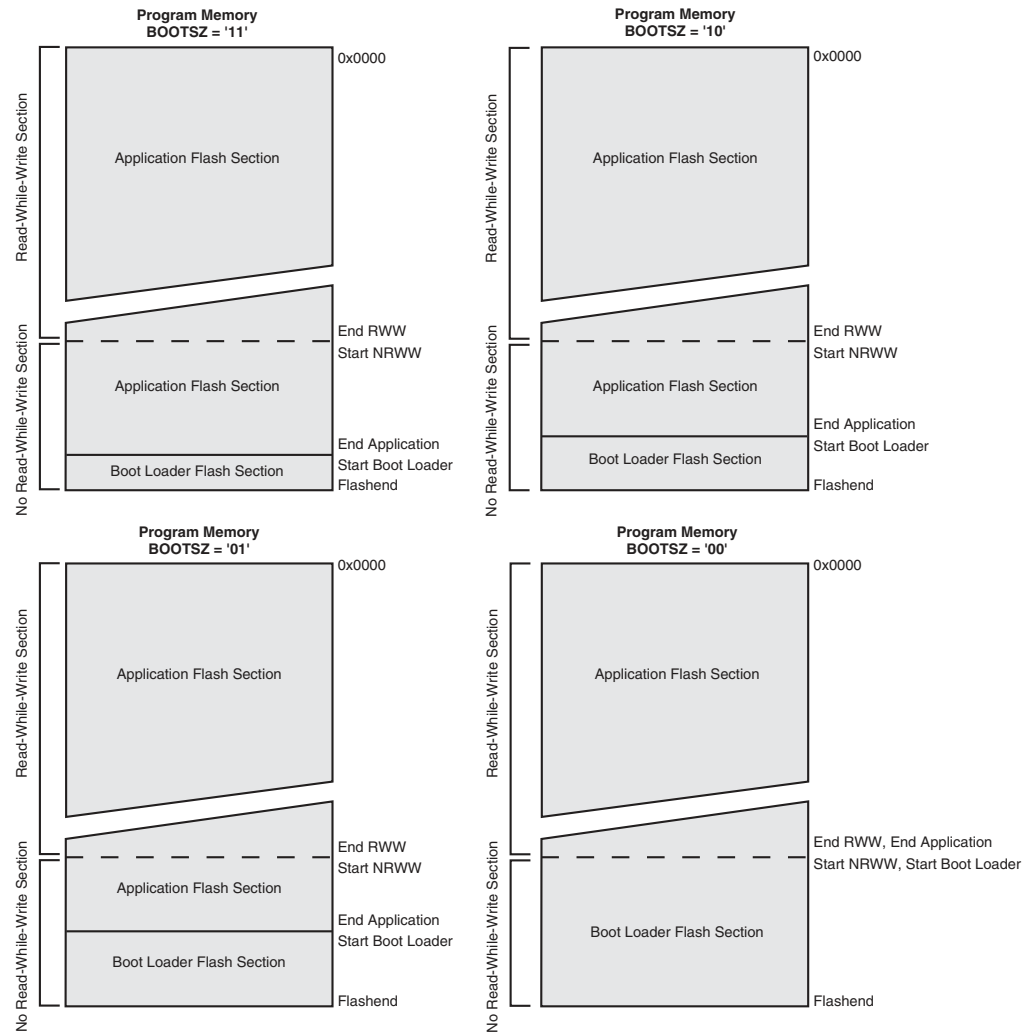 Program Memory
BOOTSZ = '11'
0x0000
Read-While-Write Section
Application Flash Section
End RWW
Start NRWW
No Read-While-Write Section
Application Flash Section
End Application
Start Boot Loader
Boot Loader Flash Section
Flashend
Program Memory
BOOTSZ = '10'
0x0000
Read-While-Write Section
Application Flash Section
End RWW
Start NRWW
No Read-While-Write Section
Application Flash Section
End Application
Start Boot Loader
Boot Loader Flash Section
Flashend
Program Memory
BOOTSZ = '01'
0x0000
Read-While-Write Section
Application Flash Section
End RWW
Start NRWW
No Read-While-Write Section
Application Flash Section
End Application
Start Boot Loader
Boot Loader Flash Section
Flashend
Program Memory
BOOTSZ = '00'
0x0000
Read-While-Write Section
Application Flash Section
End RWW, End Application
Start NRWW, Start Boot Loader
No Read-While-Write Section
Boot Loader Flash Section
Flashend